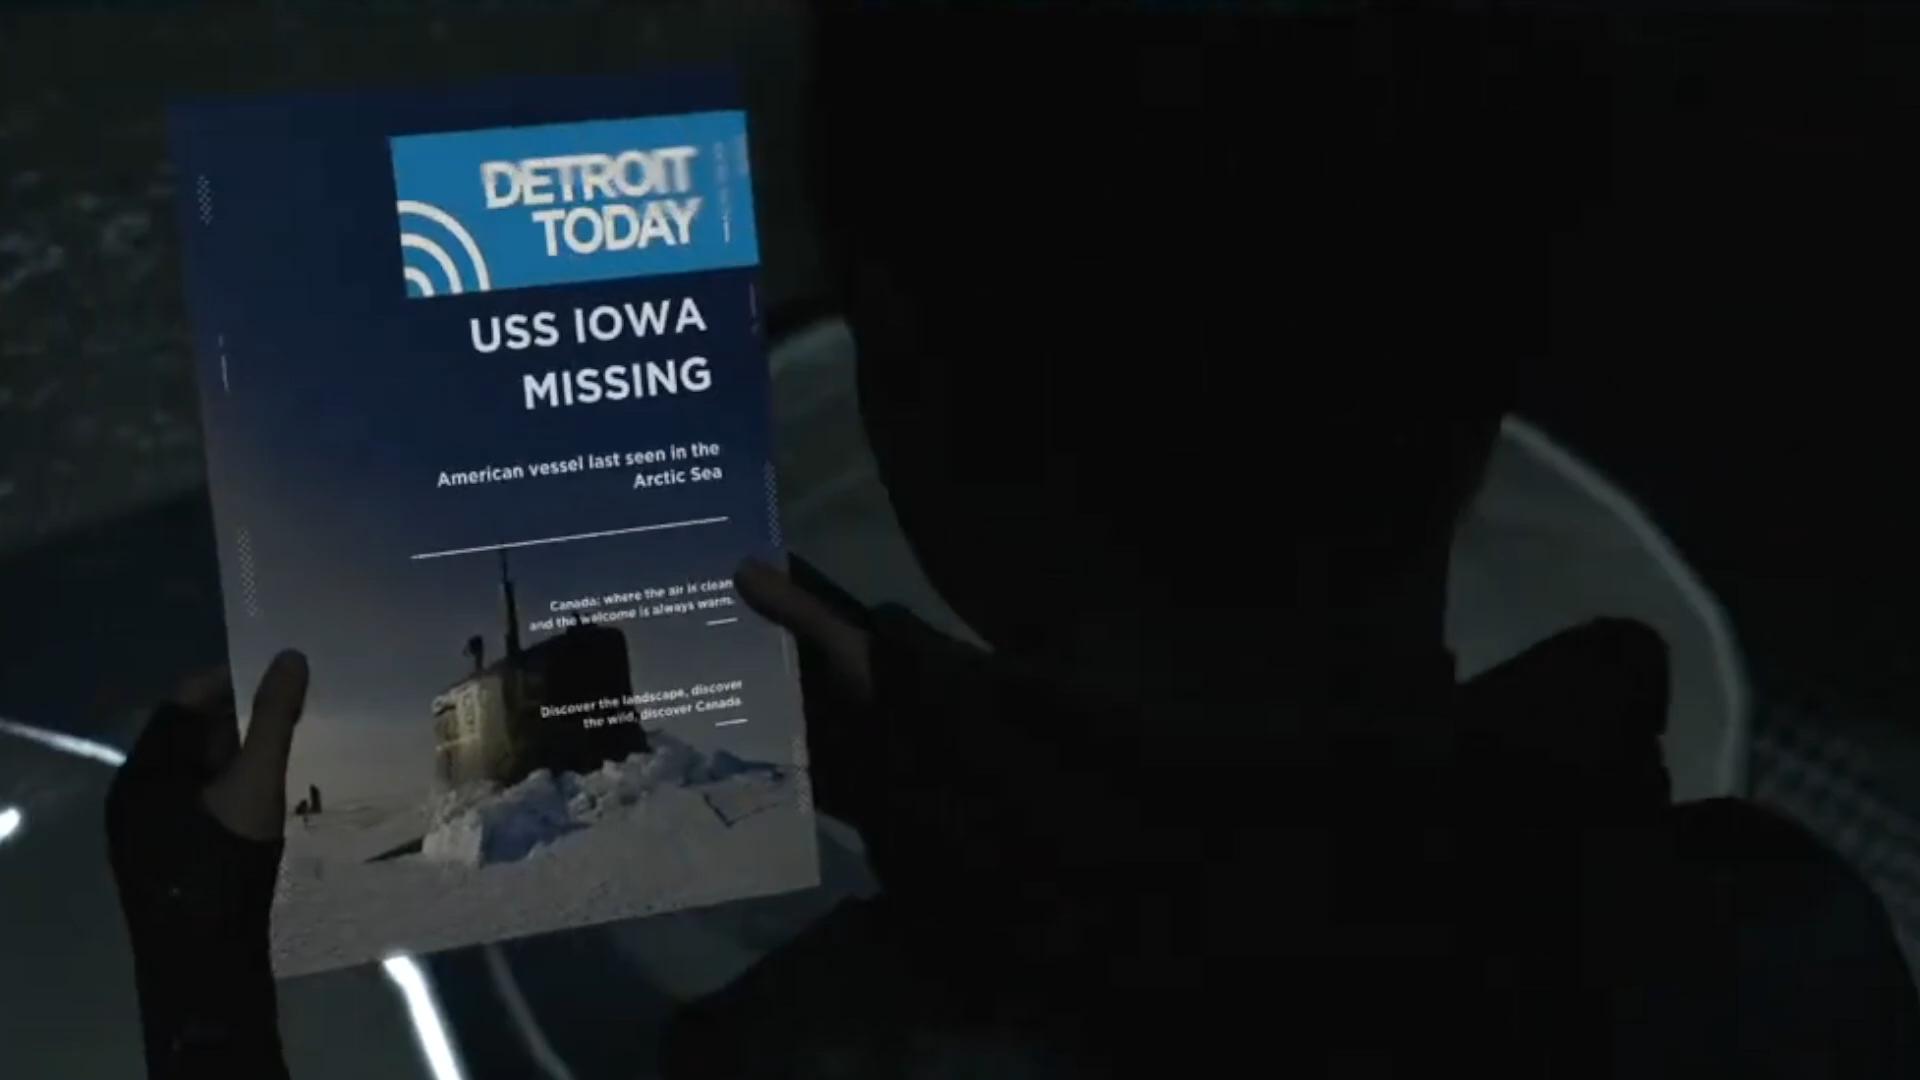 DETROIT
TODAY
USS IOWA
MISSING
American vessel last seen in the
Arctic Sea
Canada: where the air is clean
and the welcome is always warm.
Discover the landscape, discover
the wild, discover Canada